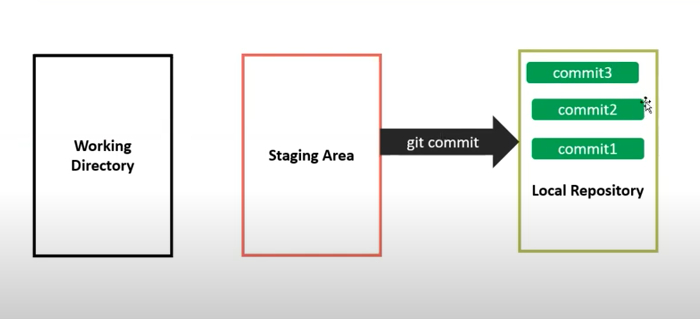 Working
Directory
Staging Area
git commit
commit3
commit2
commit1
Local Repository